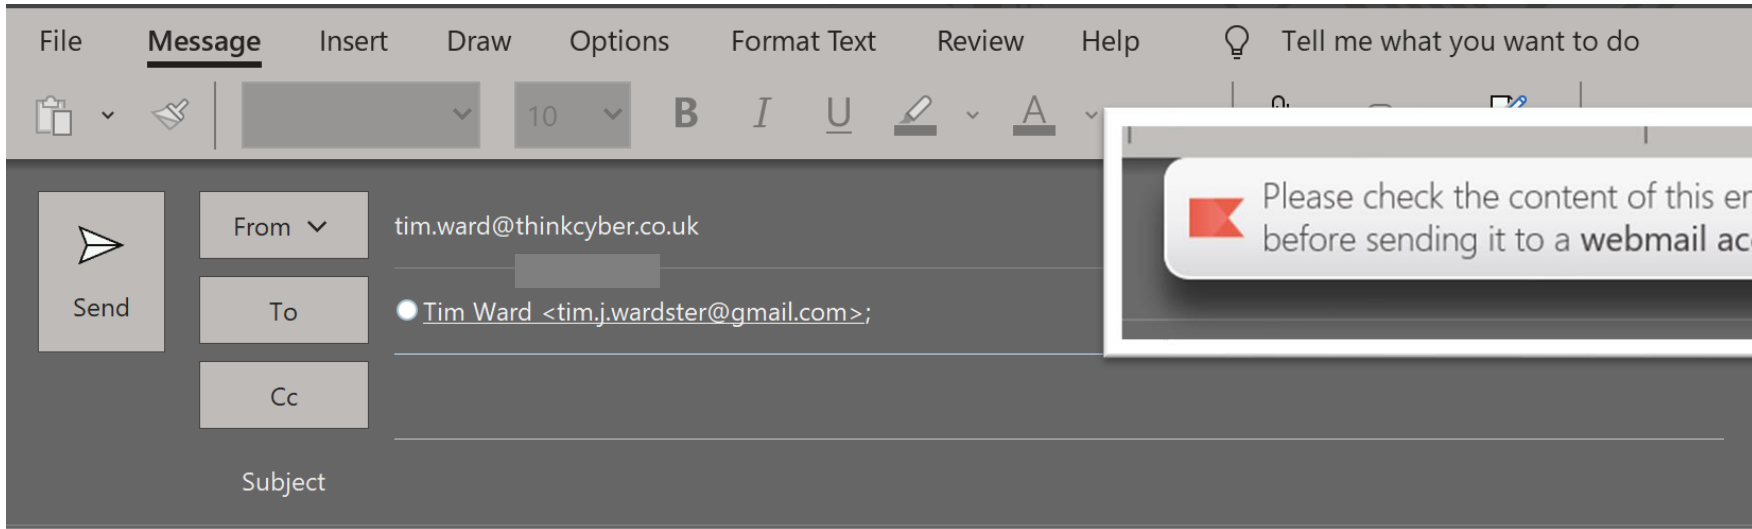 File Message Insert Draw Options Format Text Review Help Tell me what you want to do
10 B I U A
From tim.ward@thinkcyber.co.uk
Send
To Tim Ward <tim.j.wardster@gmail.com>;
Cc
Subject
Please check the content of this
before sending it to a webmail